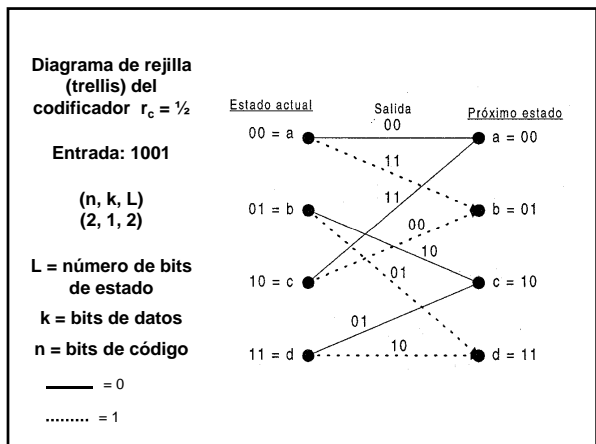 Diagrama de rejilla
(trellis) del
codificador rc = ½
Entrada: 1001
(n, k, L)
(2, 1, 2)
L = número de bits
de estado
k = bits de datos
n = bits de código
= 0
= 1
Estado actual
Salida
Próximo estado
00 = a
00
a = 00
11
01 = b
11
b = 01
00
10
10 = c
01
c = 10
01
11 = d
10
d = 11